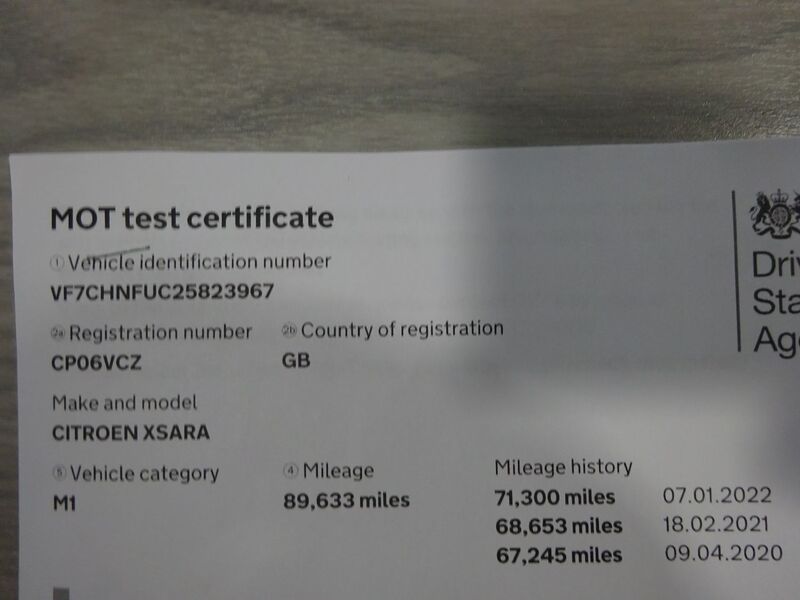 MOT test certificate
1 Vehicle identification number
VF7CHNFUC25823967
2a Registration number 2b Country of registration
CP06VCZ GB
Make and model
CITROEN XSARA
5 Vehicle category 4 Mileage Mileage history
M1 89,633 miles 71,300 miles 07.01.2022
68,653 miles 18.02.2021
67,245 miles 09.04.2020
Dri
Sta
Ag